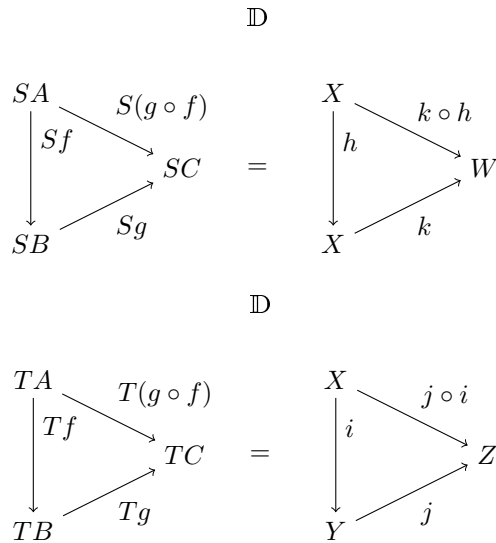 𝔻
SA S(g ∘ f) X k ∘ h
Sf h
SC = W
Sg k
SB X
𝔻
TA T(g ∘ f) X j ∘ i
Tf i
TC = Z
Tg j
TB Y